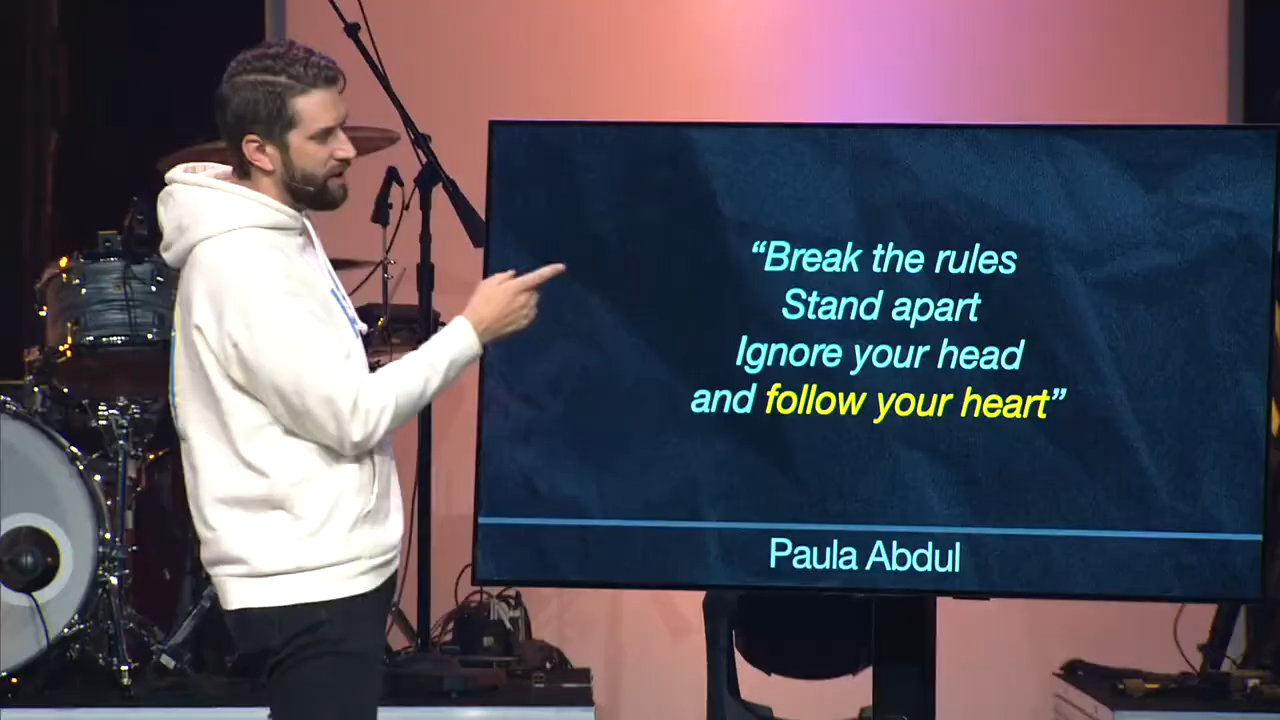 “Break the rules
Stand apart
Ignore your head
and follow your heart”
Paula Abdul